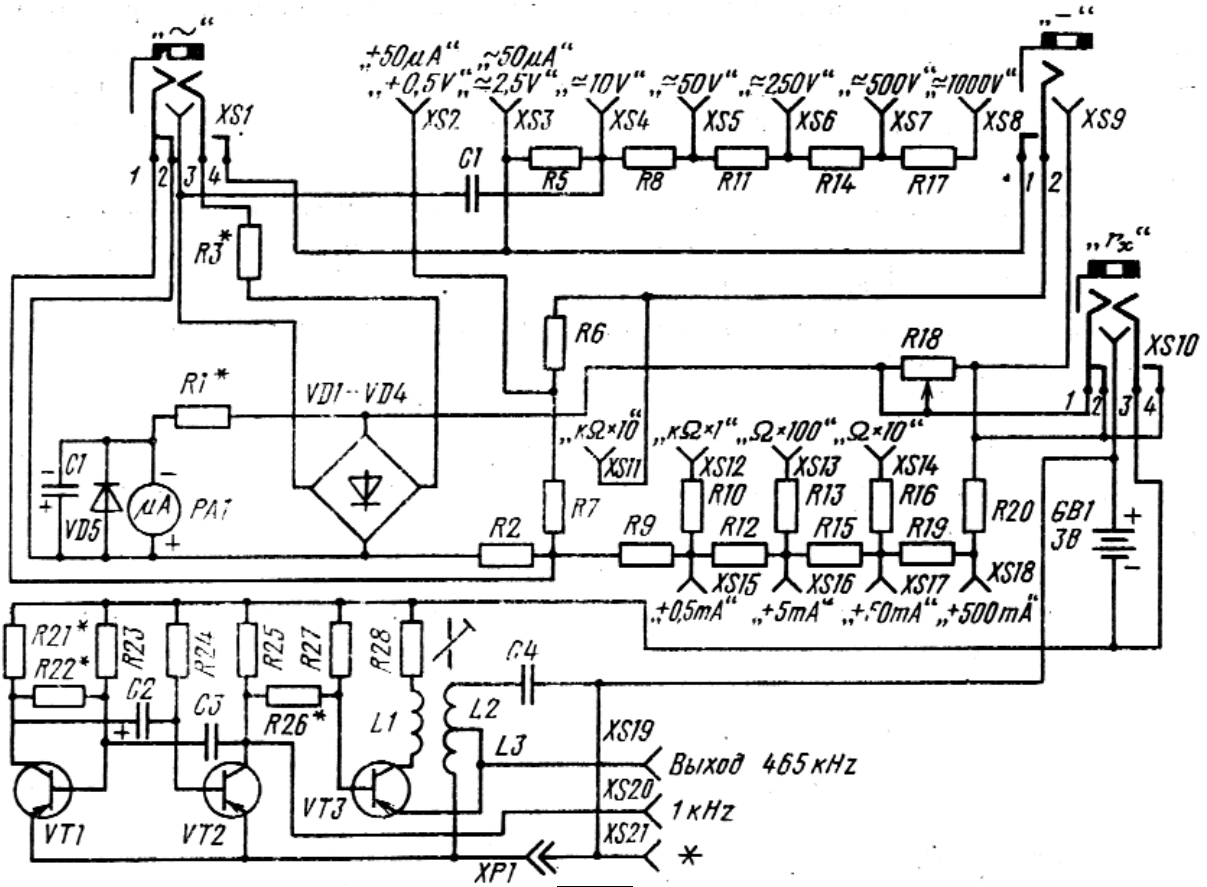 „~“ „–“
„+50μA“ „≂50μA“
„+0,5V“ „≂2,5V“ „≂10V“ „≂50V“ „≂250V“ „≂500V“ „≂1000V“
XS1 XS2 XS3 XS4 XS5 XS6 XS7 XS8 XS9
C1 R5 R8 R11 R14 R17
1 2 3 4 1 2
R3*
„rx“
R6 R18 XS10
R1* VD1-VD4
1 2 3 4
„кΩ×10“ „кΩ×1“ „Ω×100“ „Ω×10“
XS11 XS12 XS13 XS14
C1 – + VD5 μA – + PA1
R7 R10 R13 R16 R20 GB1 +
3В –
R2 R9 R12 R15 R19
XS15 XS16 XS17 XS18
„+0,5mA“ „+5mA“ „+50mA“ „+500mA“
R21* R23 R24 R25 R27 R28
R22* C2 + C3 R26* L1 L2 C4
L3 XS19
Выход 465 кHz
XS20
1 кHz
VT1 VT2 VT3 XS21
*
XP1